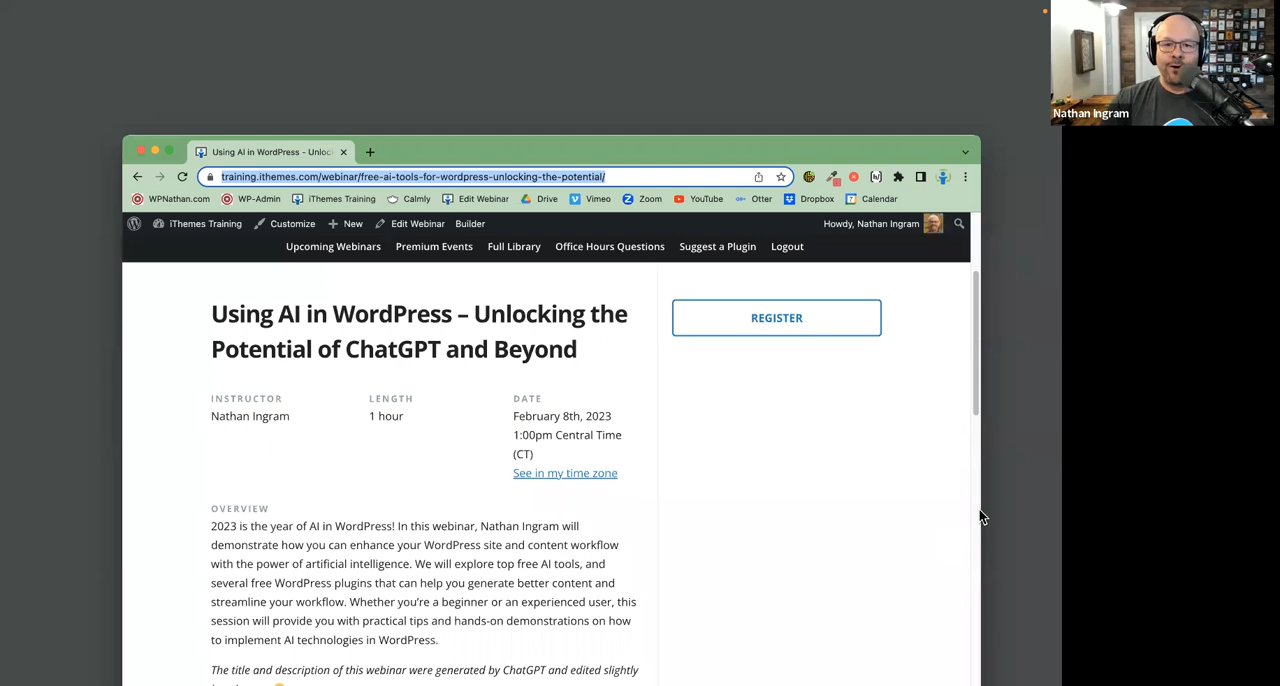 Nathan Ingram
Using AI in WordPress – Unloc
training.ithemes.com/webinar/free-ai-tools-for-wordpress-unlocking-the-potential/
WPNathan.com WP-Admin iThemes Training Calmly Edit Webinar Drive Vimeo Zoom YouTube Otter Dropbox Calendar
iThemes Training Customize New Edit Webinar Builder Howdy, Nathan Ingram
Upcoming Webinars Premium Events Full Library Office Hours Questions Suggest a Plugin Logout
Using AI in WordPress – Unlocking the
Potential of ChatGPT and Beyond
REGISTER
INSTRUCTOR LENGTH DATE
Nathan Ingram 1 hour February 8th, 2023
1:00pm Central Time
(CT)
See in my time zone
OVERVIEW
2023 is the year of AI in WordPress! In this webinar, Nathan Ingram will
demonstrate how you can enhance your WordPress site and content workflow
with the power of artificial intelligence. We will explore top free AI tools, and
several free WordPress plugins that can help you generate better content and
streamline your workflow. Whether you're a beginner or an experienced user, this
session will provide you with practical tips and hands-on demonstrations on how
to implement AI technologies in WordPress.
The title and description of this webinar were generated by ChatGPT and edited slightly